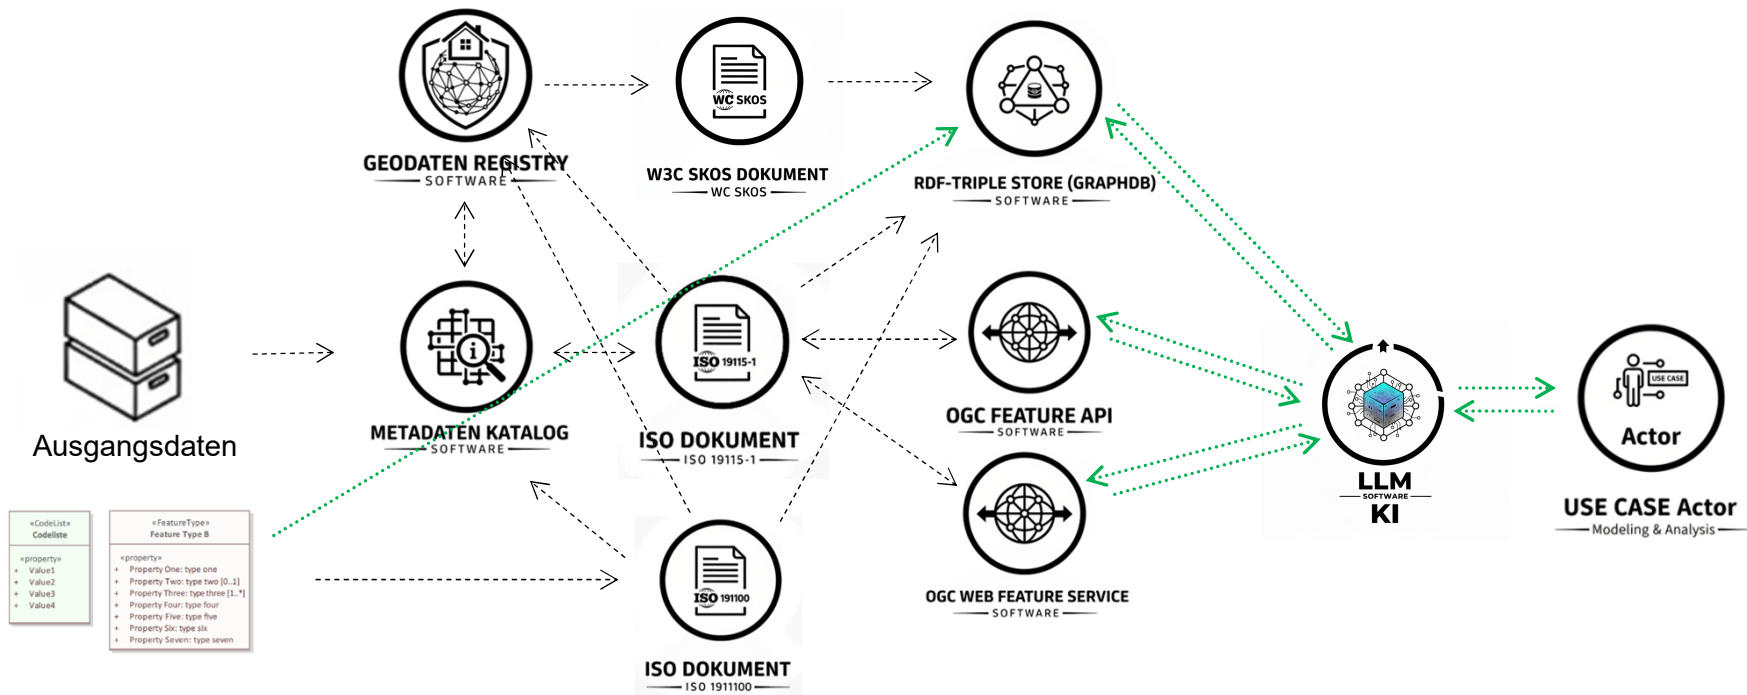 WC SKOS
GEODATEN REGISTRY
SOFTWARE
W3C SKOS DOKUMENT
WC SKOS
RDF-TRIPLE STORE (GRAPHDB)
SOFTWARE
Ausgangsdaten
i
METADATEN KATALOG
SOFTWARE
ISO 19115-1
ISO DOKUMENT
ISO 19115-1
OGC FEATURE API
SOFTWARE
LLM
SOFTWARE
KI
USE CASE
Actor
USE CASE Actor
Modeling & Analysis
«CodeList»
Codeliste
«property»
+ Value1
+ Value2
+ Value3
+ Value4
«FeatureType»
Feature Type B
«property»
+ Property One: type one
+ Property Two: type two [0..1]
+ Property Three: type three [1..*]
+ Property Four: type four
+ Property Five: type five
+ Property Six: type six
+ Property Seven: type seven
ISO 191100
ISO DOKUMENT
ISO 1911100
OGC WEB FEATURE SERVICE
SOFTWARE